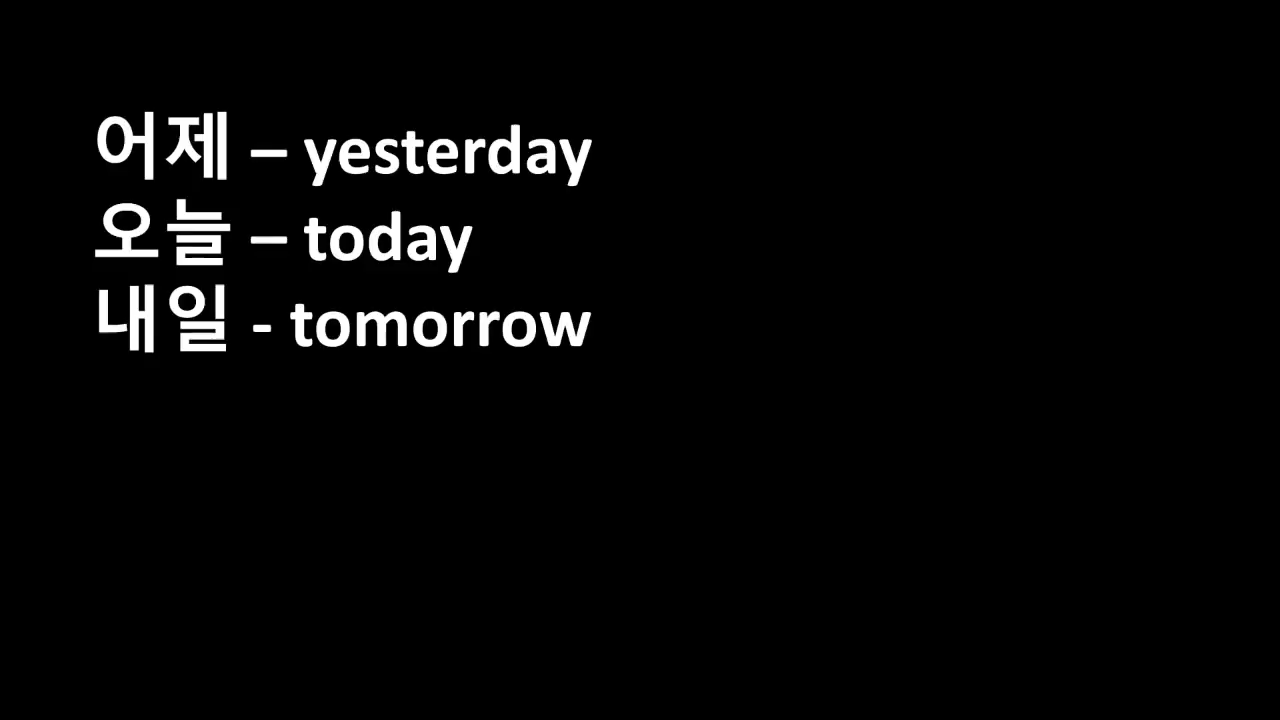 어제 – yesterday
오늘 – today
내일 - tomorrow